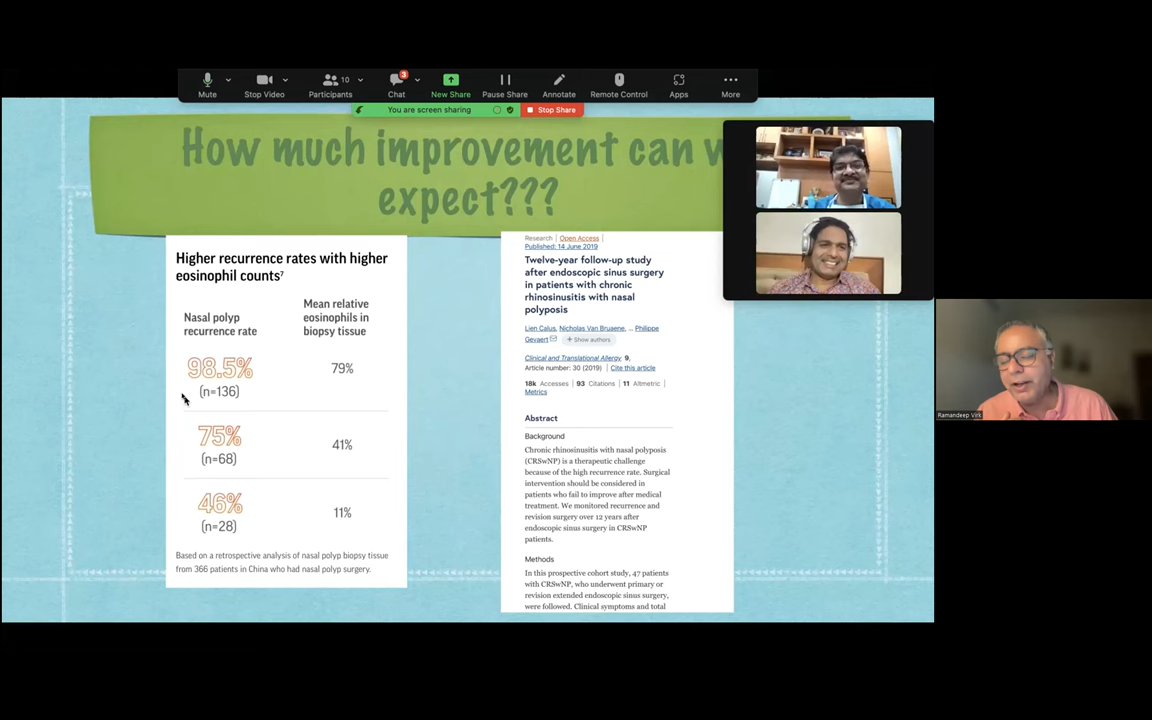 10
3
Mute
Stop Video
Participants
Chat
New Share
Pause Share
Annotate
Remote Control
Apps
More
You are screen sharing
Stop Share
How much improvement can
expect???
Higher recurrence rates with higher
eosinophil counts7
Nasal polyp
recurrence rate
Mean relative
eosinophils in
biopsy tissue
98.5%
(n=136)
79%
75%
(n=68)
41%
46%
(n=28)
11%
Based on a retrospective analysis of nasal polyp biopsy tissue
from 366 patients in China who had nasal polyp surgery.
Research | Open Access |
Published: 14 June 2019
Twelve-year follow-up study
after endoscopic sinus surgery
in patients with chronic
rhinosinusitis with nasal
polyposis
Lien Calus, Nicholas Van Bruaene, ... Philippe
Gevaert + Show authors
Clinical and Translational Allergy 9,
Article number: 30 (2019) | Cite this article
18k Accesses | 93 Citations | 11 Altmetric |
Metrics
Abstract
Background
Chronic rhinosinusitis with nasal polyposis
(CRSwNP) is a therapeutic challenge
because of the high recurrence rate. Surgical
intervention should be considered in
patients who fail to improve after medical
treatment. We monitored recurrence and
revision surgery over 12 years after
endoscopic sinus surgery in CRSwNP
patients.
Methods
In this prospective cohort study, 47 patients
with CRSwNP, who underwent primary or
revision extended endoscopic sinus surgery,
were followed. Clinical symptoms and total
Ramandeep Virk